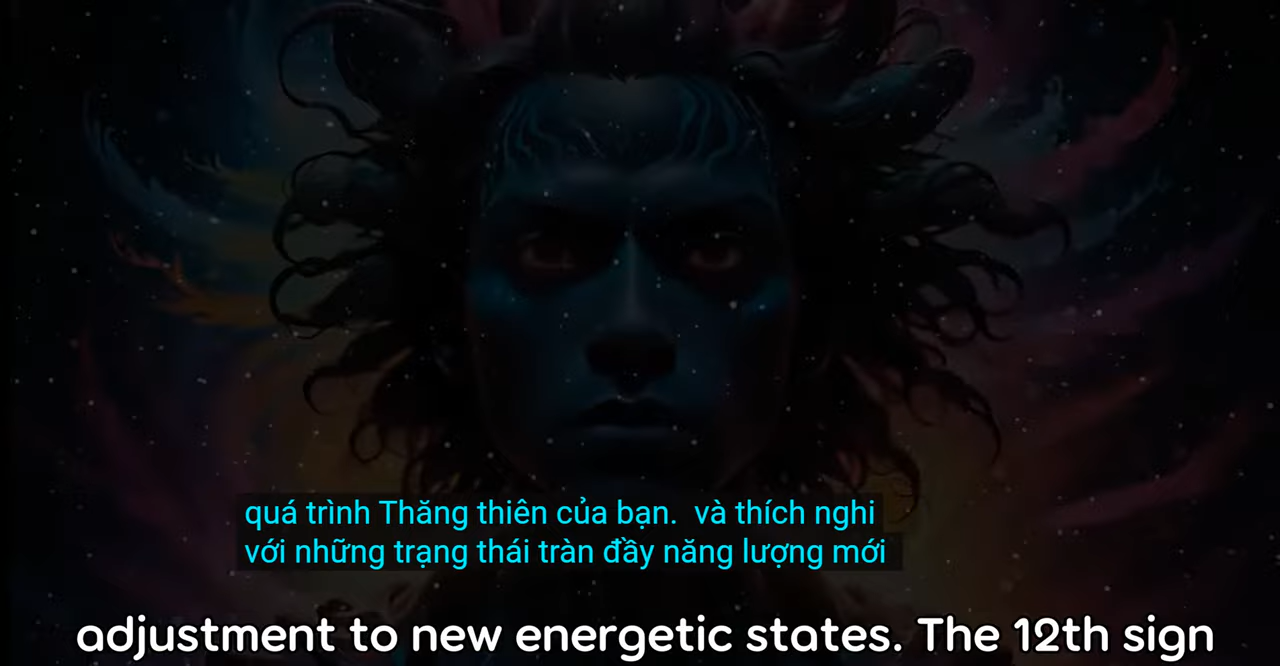 quá trình Thăng thiên của bạn.  và thích nghi
với những trạng thái tràn đầy năng lượng mới
adjustment to new energetic states. The 12th sign